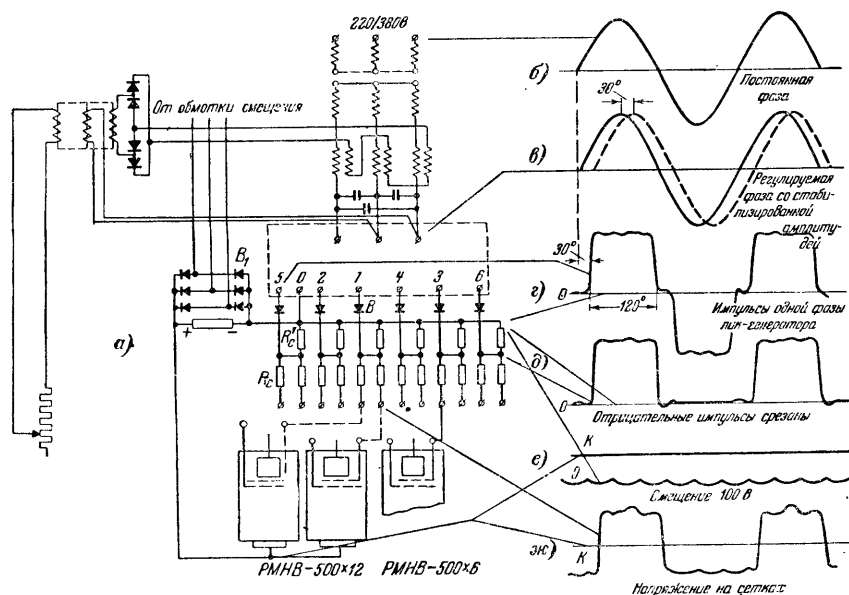 220/380в
От обмотки смещения
B₁
+ −
а)
5 0 2 1 4 3 6
B
R'c
Rc
РМНВ-500×12 РМНВ-500×6
б)
Постоянная
фаза
30°
в)
Регулируемая
фаза со стаби-
лизированной
амплиту-
дой
30°
г)
0
120°
Импульсы одной фазы
пик-генератора
д)
0
Отрицательные импульсы срезаны
К
е)
0
Смещение 100 в
ж)
К
Напряжение на сетках